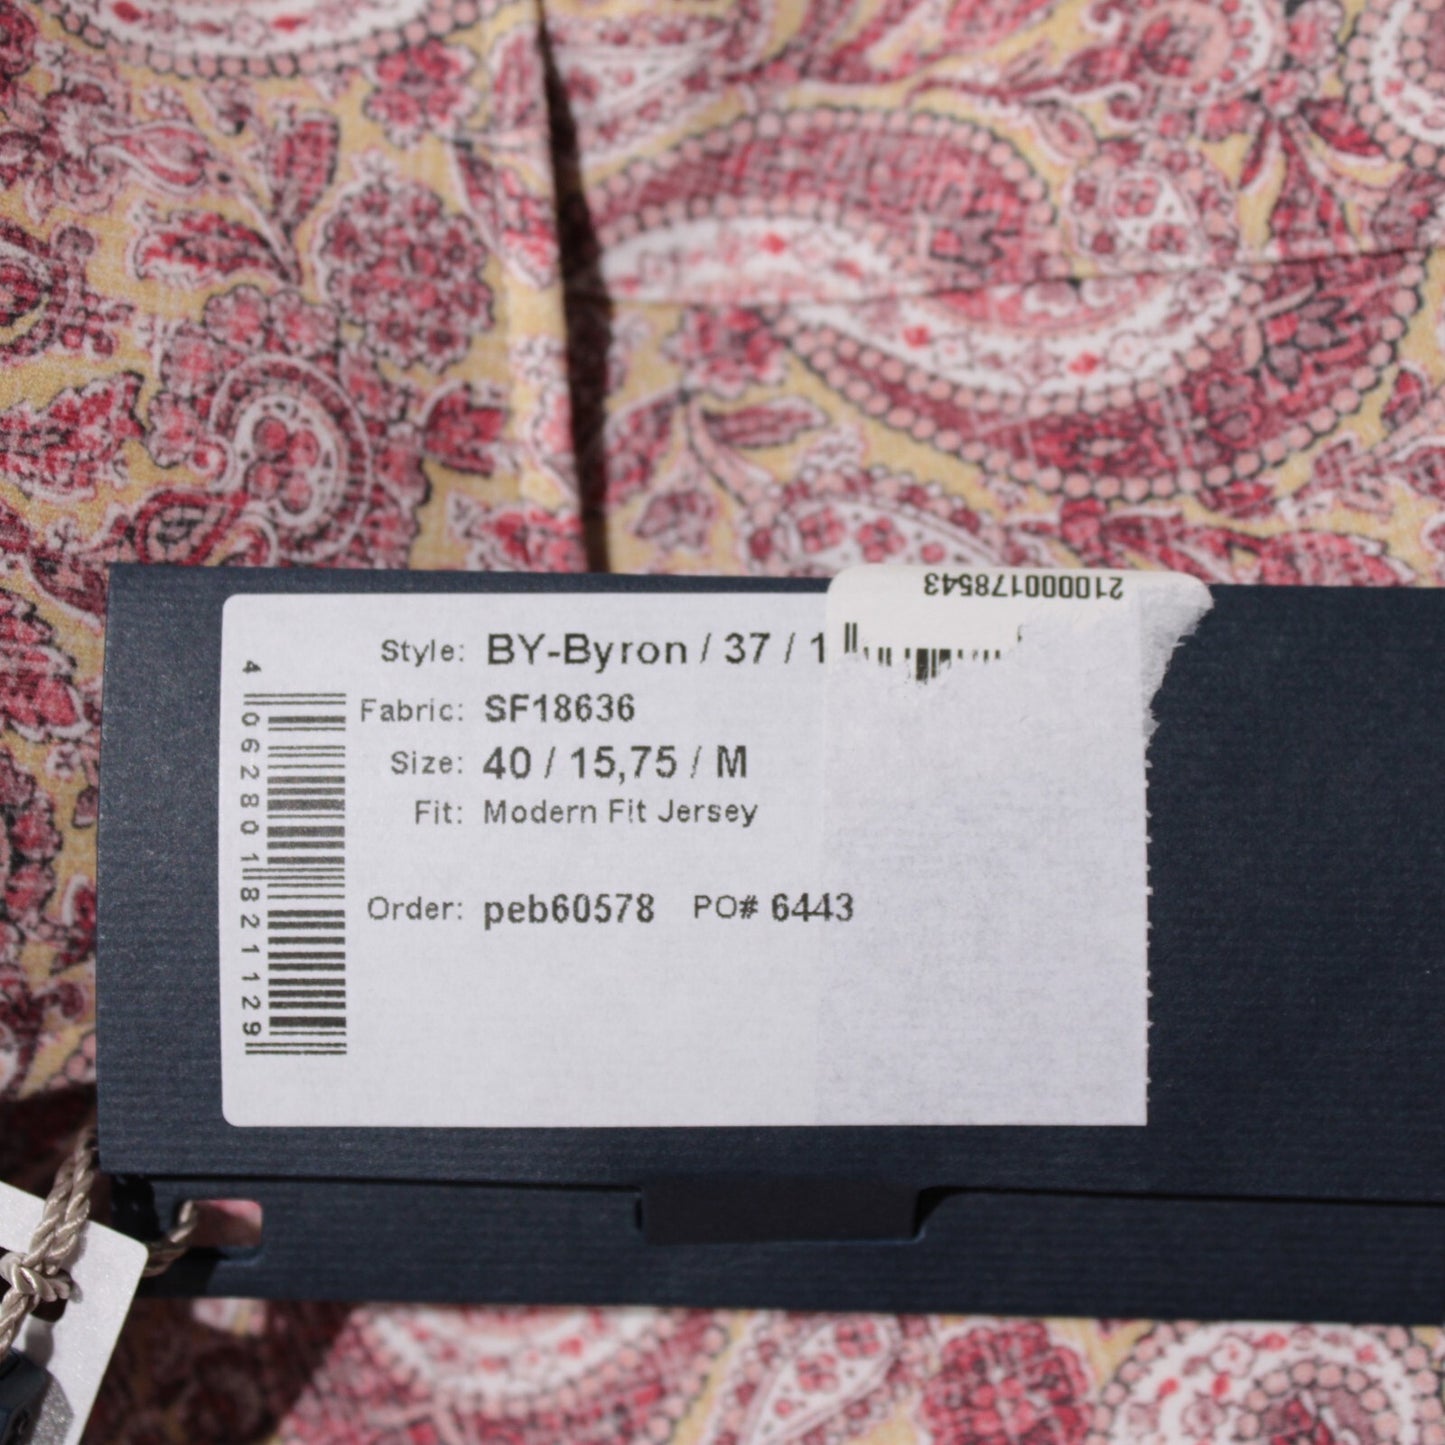 210000178543
Style: BY-Byron / 37 / 1
Fabric: SF18636
Size: 40 / 15,75 / M
Fit: Modern Fit Jersey
Order: peb60578 PO# 6443
4 062801 821129